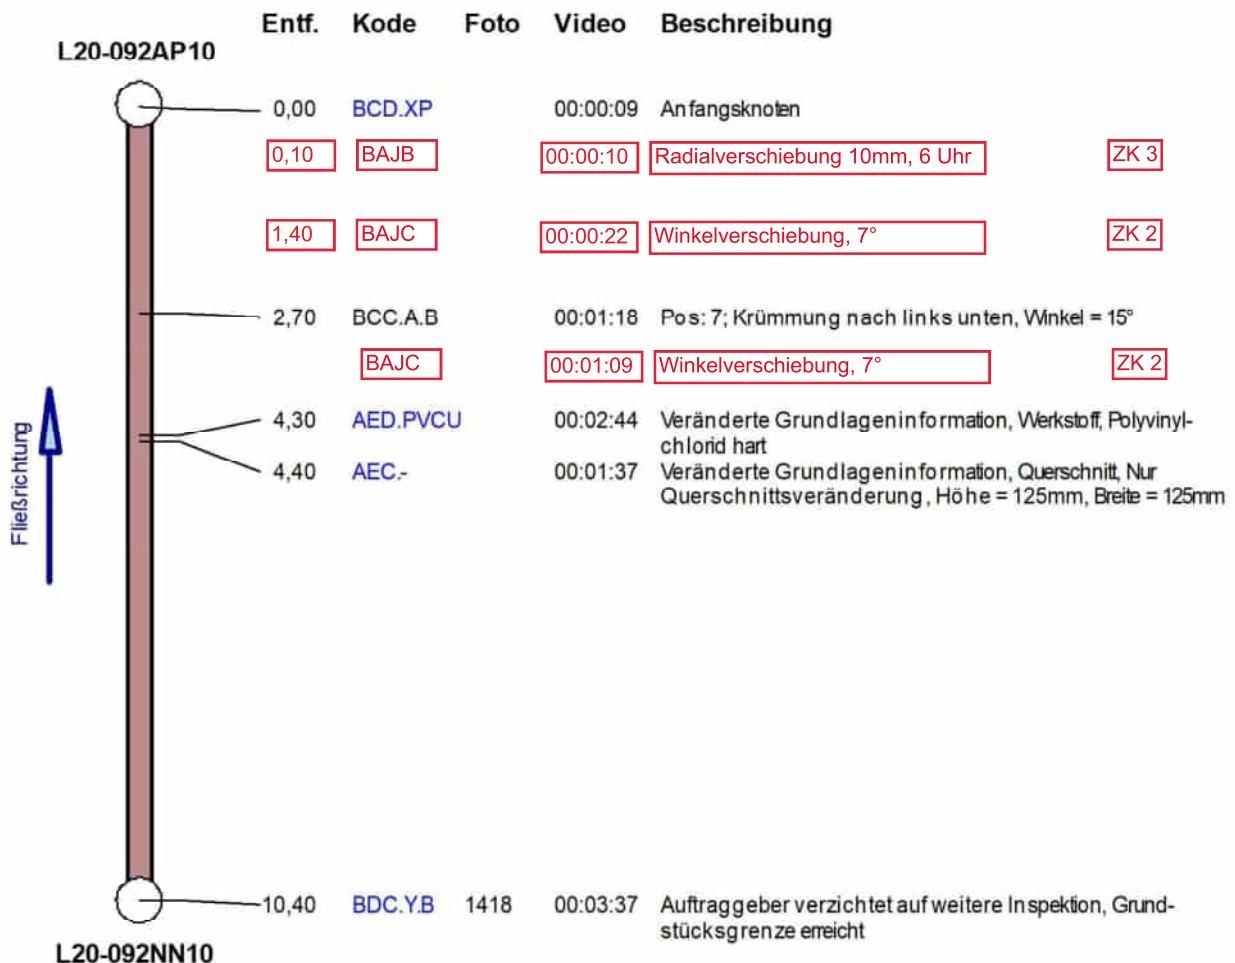 Entf. Kode Foto Video Beschreibung
L20-092AP10
0,00 BCD.XP 00:00:09 Anfangsknoten
0,10 BAJB 00:00:10 Radialverschiebung 10mm, 6 Uhr ZK 3
1,40 BAJC 00:00:22 Winkelverschiebung, 7° ZK 2
2,70 BCC.A.B 00:01:18 Pos: 7; Krümmung nach links unten, Winkel = 15°
BAJC 00:01:09 Winkelverschiebung, 7° ZK 2
4,30 AED.PVCU 00:02:44 Veränderte Grundlageninformation, Werkstoff, Polyvinyl-
chlorid hart
4,40 AEC.- 00:01:37 Veränderte Grundlageninformation, Querschnitt, Nur
Querschnittsveränderung, Höhe = 125mm, Breite = 125mm
Fließrichtung
10,40 BDC.Y.B 1418 00:03:37 Auftraggeber verzichtet auf weitere Inspektion, Grund-
stücksgrenze erreicht
L20-092NN10